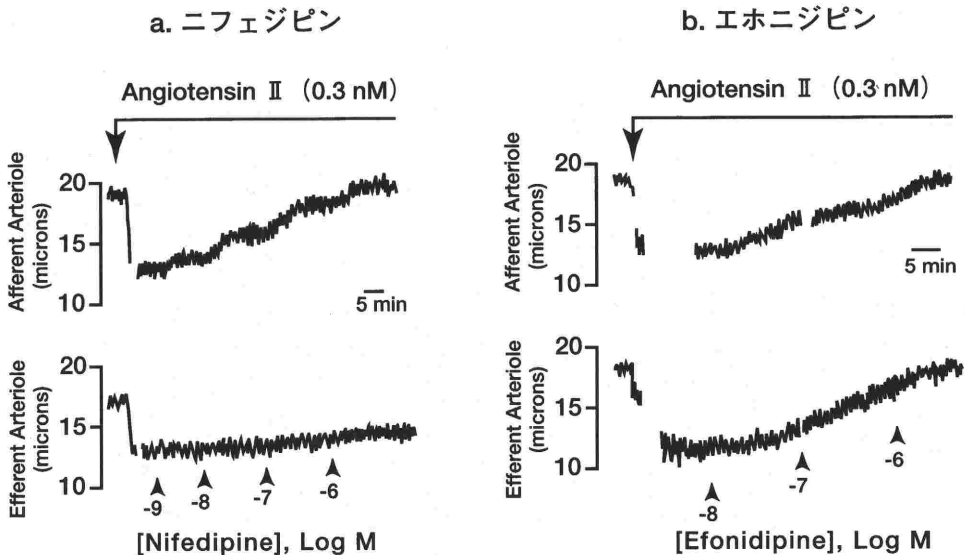 a. ニフェジピン
Angiotensin Ⅱ (0.3 nM)
Afferent Arteriole
(microns)
20
15
10
5 min
Efferent Arteriole
(microns)
20
15
10
-9
-8
-7
-6
[Nifedipine], Log M
b. エホニジピン
Angiotensin Ⅱ (0.3 nM)
Afferent Arteriole
(microns)
20
15
10
5 min
Efferent Arteriole
(microns)
20
15
10
-8
-7
-6
[Efonidipine], Log M